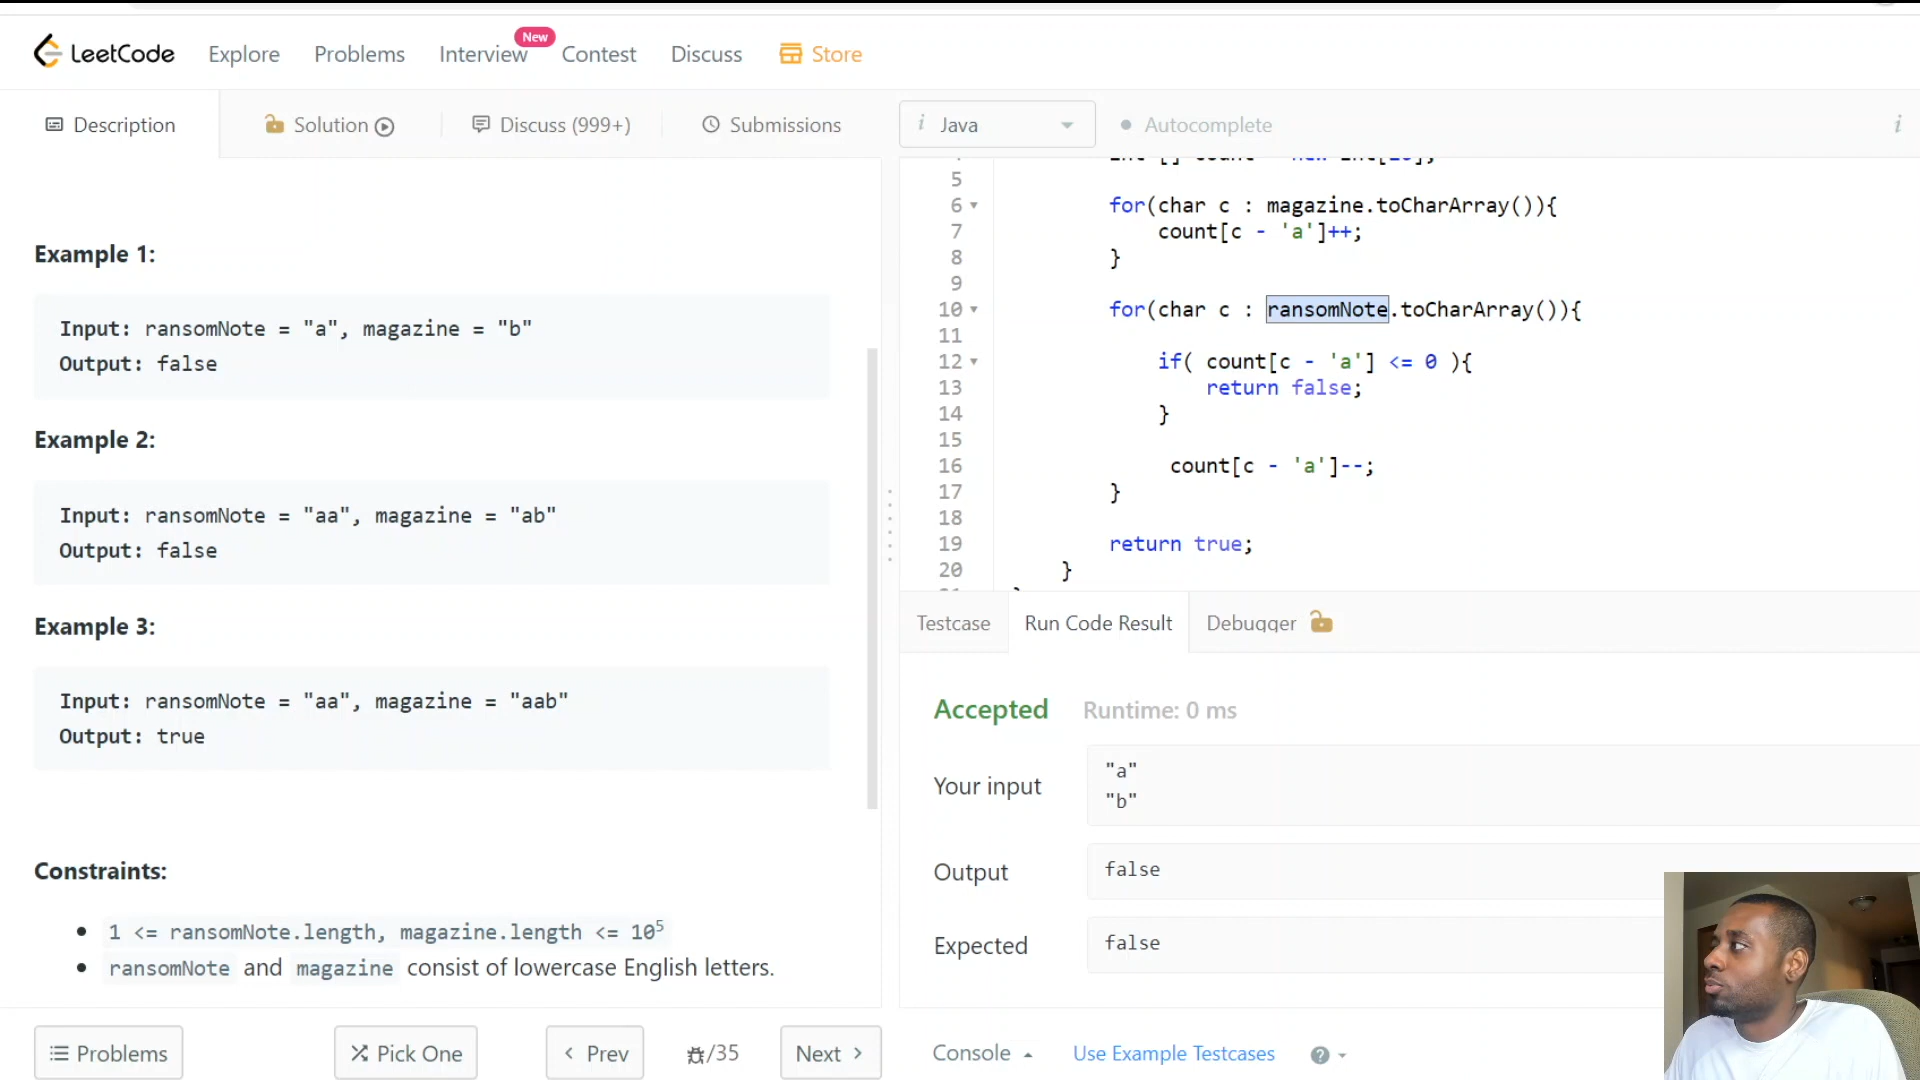 LeetCode
Explore
Problems
Interview
New
Contest
Discuss
Store
Description
Solution
Discuss (999+)
Submissions
i Java
Autocomplete
i
Example 1:
Input: ransomNote = "a", magazine = "b"
Output: false
Example 2:
Input: ransomNote = "aa", magazine = "ab"
Output: false
Example 3:
Input: ransomNote = "aa", magazine = "aab"
Output: true
Constraints:
1 <= ransomNote.length, magazine.length <= 10⁵
ransomNote and magazine consist of lowercase English letters.
Problems
Pick One
Prev
/35
Next
5
6 for(char c : magazine.toCharArray()){
7 count[c - 'a']++;
8 }
9
10 for(char c : ransomNote.toCharArray()){
11
12 if( count[c - 'a'] <= 0 ){
13 return false;
14 }
15
16 count[c - 'a']--;
17 }
18
19 return true;
20 }
Testcase
Run Code Result
Debugger
Accepted Runtime: 0 ms
Your input
"a"
"b"
Output
false
Expected
false
Console
Use Example Testcases
?